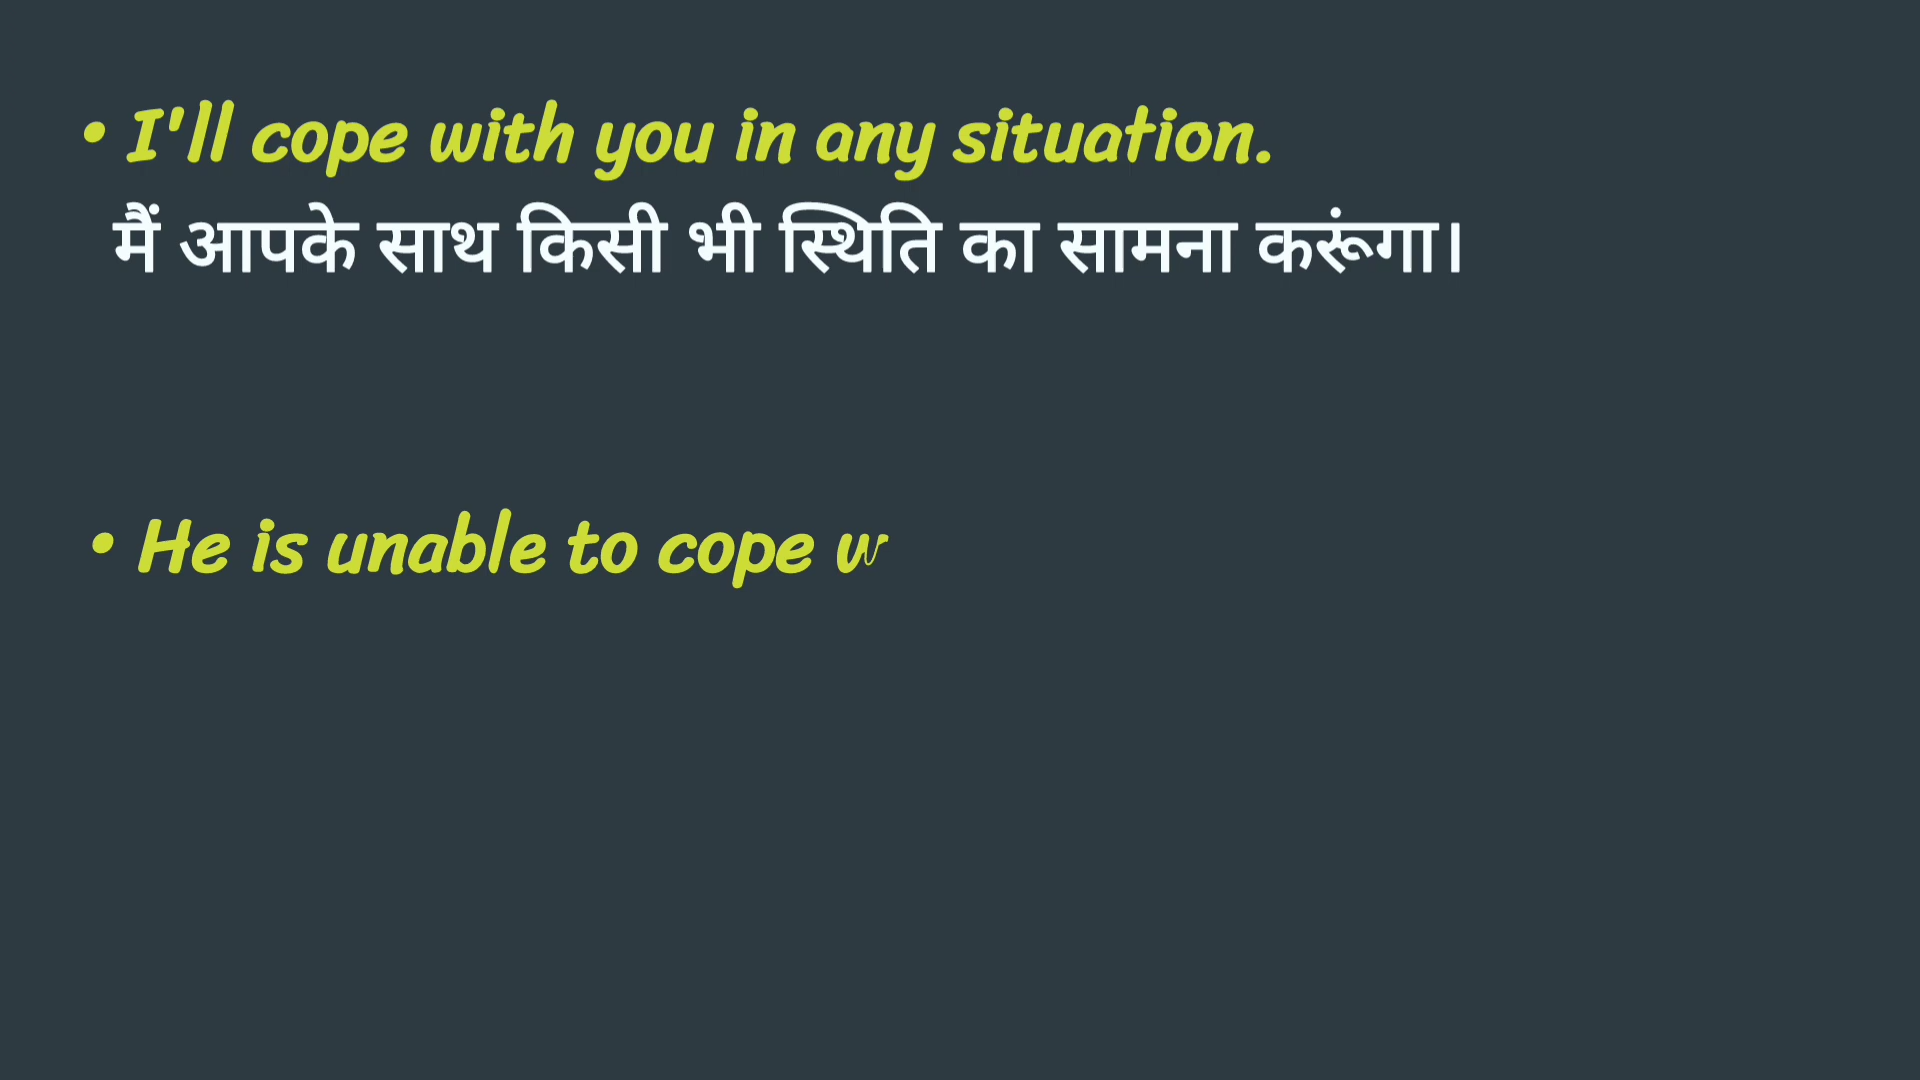 • I'll cope with you in any situation.
मैं आपके साथ किसी भी स्थिति का सामना करूंगा।
• He is unable to cope w